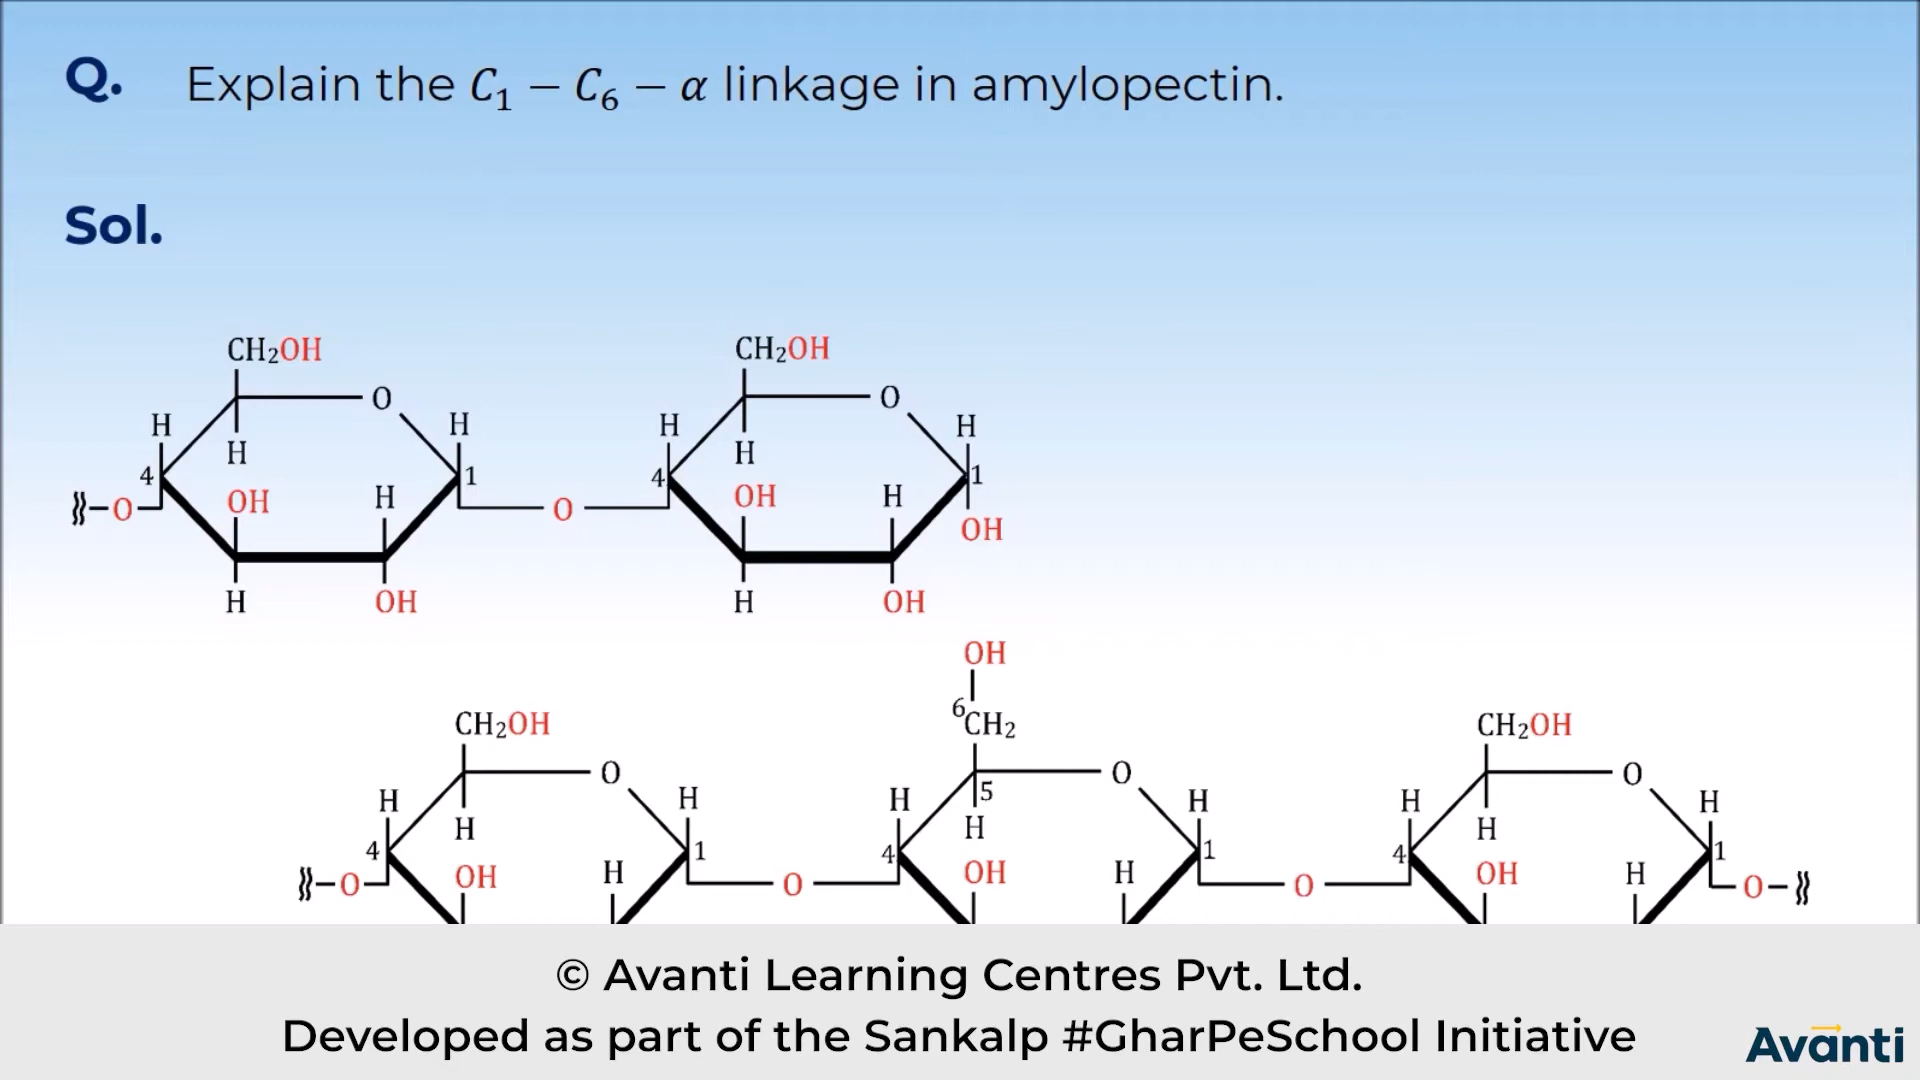 Q. Explain the C₁ – C₆ – α linkage in amylopectin.
Sol.
CH₂OH CH₂OH
O O
H H H H
H H
4 1 4 1
OH H OH H
O O OH
H OH H OH
OH
6
CH₂OH CH₂ CH₂OH
O O O
H H H 5 H H H
H H H
4 1 4 1 4 1
OH H OH H OH H
O O O O
© Avanti Learning Centres Pvt. Ltd.
Developed as part of the Sankalp #GharPeSchool Initiative
Avanti